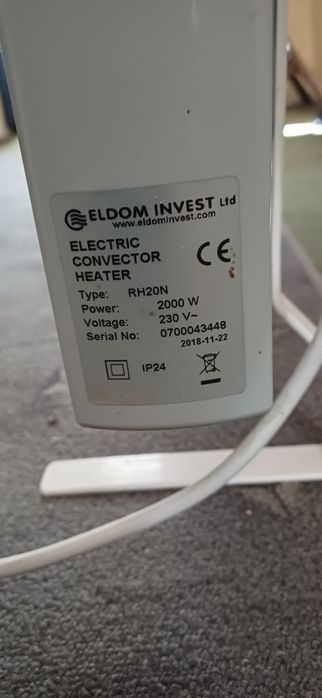 ELDOM INVEST Ltd
www.eldominvest.com
ELECTRIC
CONVECTOR
HEATER
CE
Type: RH20N
Power: 2000 W
Voltage: 230 V~
Serial No: 0700043448
2018-11-22
IP24